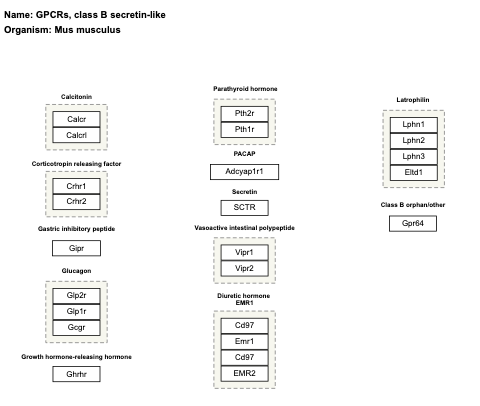 Name: GPCRs, class B secretin-like
Organism: Mus musculus
Calcitonin
Calcr
Calcrl
Corticotropin releasing factor
Crhr1
Crhr2
Gastric inhibitory peptide
Gipr
Glucagon
Glp2r
Glp1r
Gcgr
Growth hormone-releasing hormone
Ghrhr
Parathyroid hormone
Pth2r
Pth1r
PACAP
Adcyap1r1
Secretin
SCTR
Vasoactive intestinal polypeptide
Vipr1
Vipr2
Diuretic hormone
EMR1
Cd97
Emr1
Cd97
EMR2
Latrophilin
Lphn1
Lphn2
Lphn3
Eltd1
Class B orphan/other
Gpr64